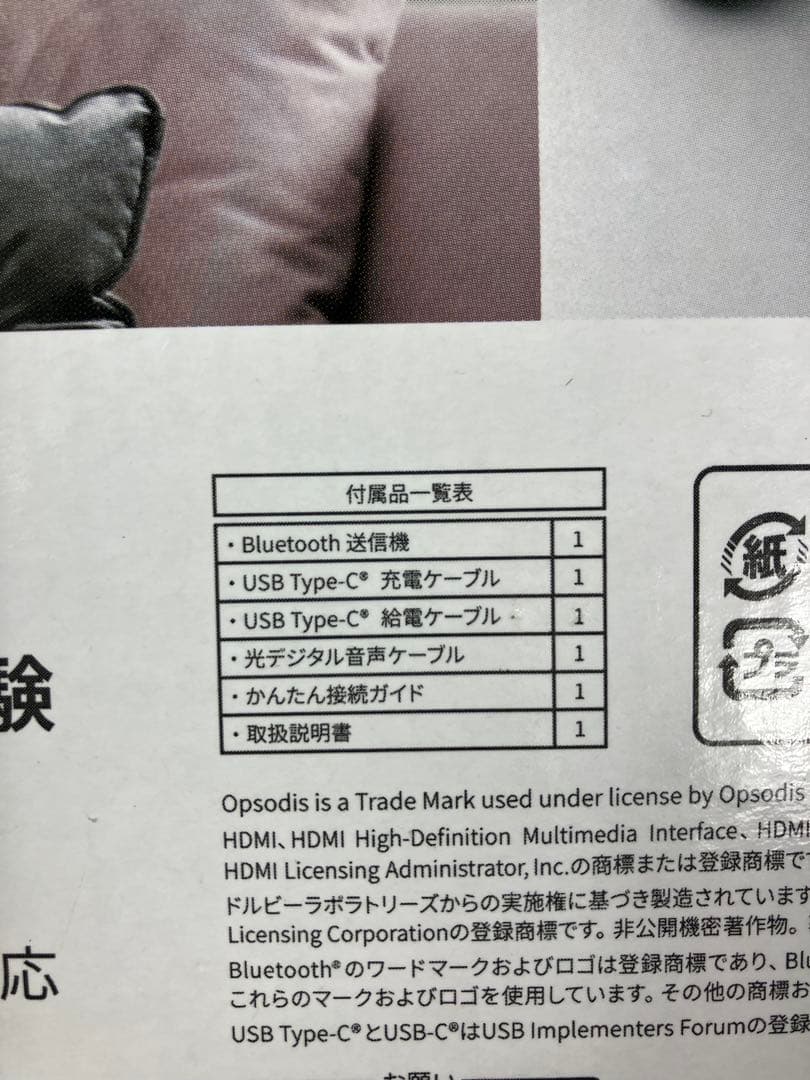 付属品一覧表
・Bluetooth 送信機 1
・USB Type-C® 充電ケーブル 1
・USB Type-C® 給電ケーブル 1
・光デジタル音声ケーブル 1
・かんたん接続ガイド 1
・取扱説明書 1
紙
プラ
験
Opsodis is a Trade Mark used under license by Opsodis
HDMI、HDMI High-Definition Multimedia Interface、HDMI
HDMI Licensing Administrator, Inc.の商標または登録商標で
ドルビーラボラトリーズからの実施権に基づき製造されています
Licensing Corporationの登録商標です。非公開機密著作物。
応
Bluetooth®のワードマークおよびロゴは登録商標であり、Blu
これらのマークおよびロゴを使用しています。その他の商標お
USB Type-C®とUSB-C®はUSB Implementers Forumの登録
お願い